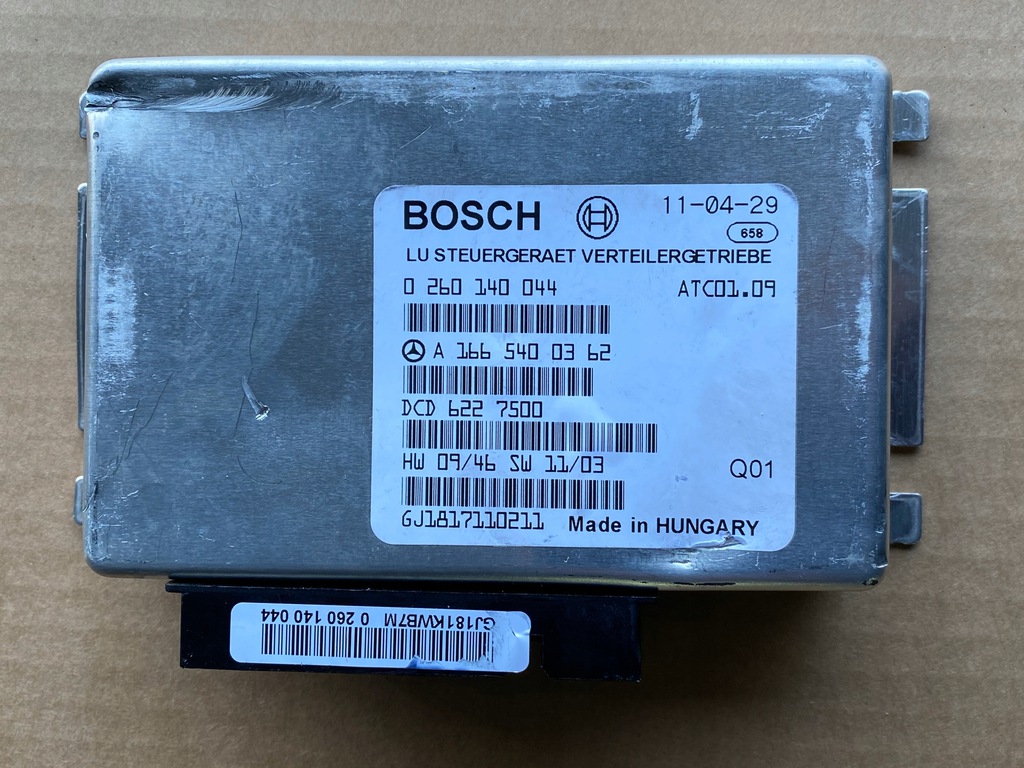 BOSCH 11-04-29
658
LU STEUERGERAET VERTEILERGETRIEBE
0 260 140 044 ATC01.09
A 166 540 03 62
DCD 622 7500
HW 09/46 SW 11/03 Q01
GJ1817110211 Made in HUNGARY
GJ181KWB7M 0 260 140 044